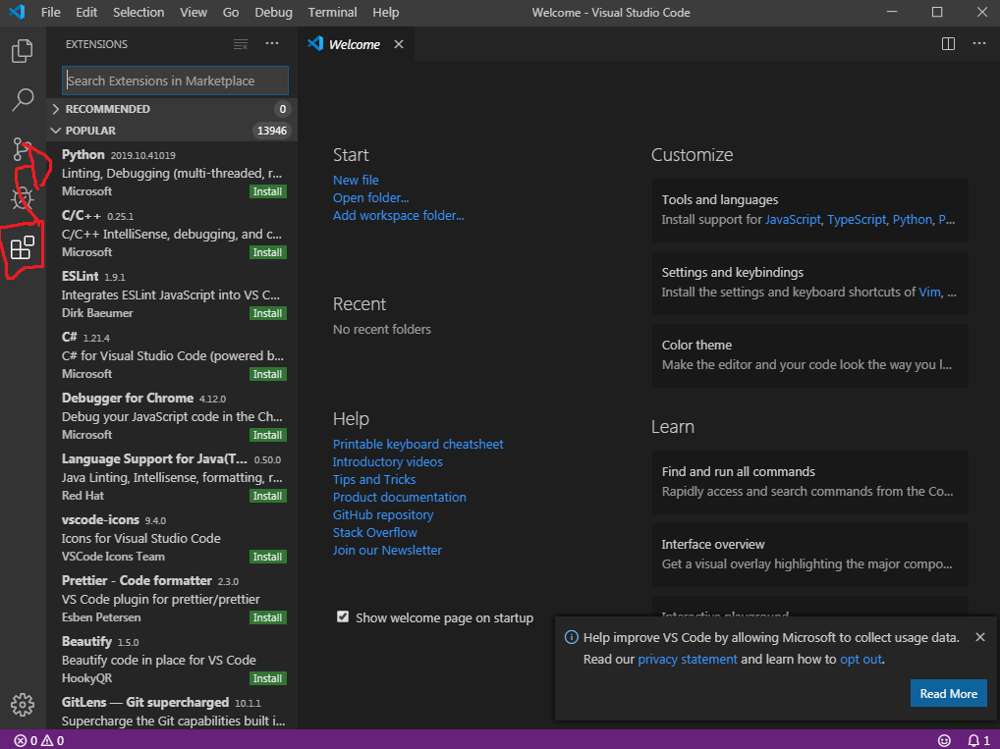 File Edit Selection View Go Debug Terminal Help
Welcome - Visual Studio Code
EXTENSIONS
Search Extensions in Marketplace
RECOMMENDED 0
POPULAR 13946
Python 2019.10.41019
Linting, Debugging (multi-threaded, r...
Microsoft Install
C/C++ 0.25.1
C/C++ IntelliSense, debugging, and c...
Microsoft Install
ESLint 1.9.1
Integrates ESLint JavaScript into VS C...
Dirk Baeumer Install
C# 1.21.4
C# for Visual Studio Code (powered b...
Microsoft Install
Debugger for Chrome 4.12.0
Debug your JavaScript code in the Ch...
Microsoft Install
Language Support for Java(T... 0.50.0
Java Linting, Intellisense, formatting, r...
Red Hat Install
vscode-icons 9.4.0
Icons for Visual Studio Code
VSCode Icons Team Install
Prettier - Code formatter 2.3.0
VS Code plugin for prettier/prettier
Esben Petersen Install
Beautify 1.5.0
Beautify code in place for VS Code
HookyQR Install
GitLens — Git supercharged 10.1.1
Supercharge the Git capabilities built i...
Welcome
Start
New file
Open folder...
Add workspace folder...
Recent
No recent folders
Help
Printable keyboard cheatsheet
Introductory videos
Tips and Tricks
Product documentation
GitHub repository
Stack Overflow
Join our Newsletter
Show welcome page on startup
Customize
Tools and languages
Install support for JavaScript, TypeScript, Python, P...
Settings and keybindings
Install the settings and keyboard shortcuts of Vim, ...
Color theme
Make the editor and your code look the way you l...
Learn
Find and run all commands
Rapidly access and search commands from the Co...
Interface overview
Get a visual overlay highlighting the major compo...
Interactive playground
Help improve VS Code by allowing Microsoft to collect usage data.
Read our privacy statement and learn how to opt out.
Read More
0 0
1